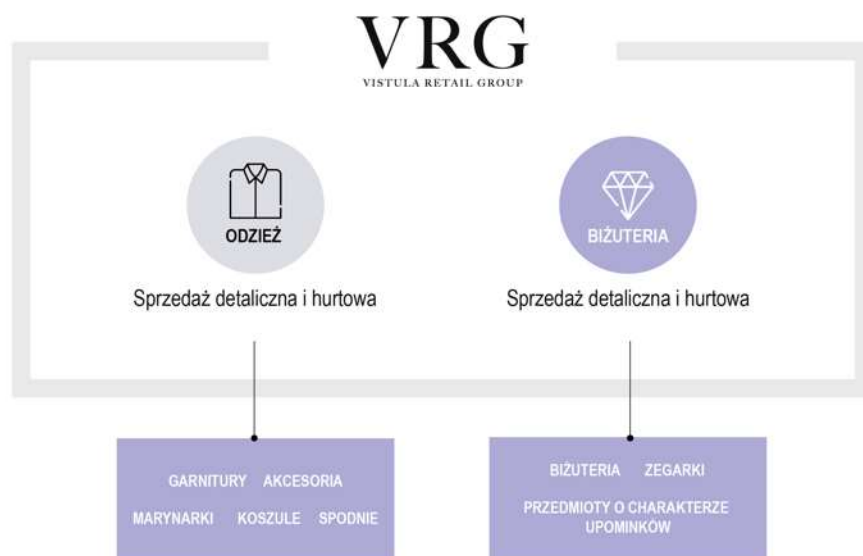 VRG
VISTULA RETAIL GROUP
ODZIEŻ
Sprzedaż detaliczna i hurtowa
GARNITURY AKCESORIA
MARYNARKI KOSZULE SPODNIE
BIŻUTERIA
Sprzedaż detaliczna i hurtowa
BIŻUTERIA ZEGARKI
PRZEDMIOTY O CHARAKTERZE
UPOMINKÓW